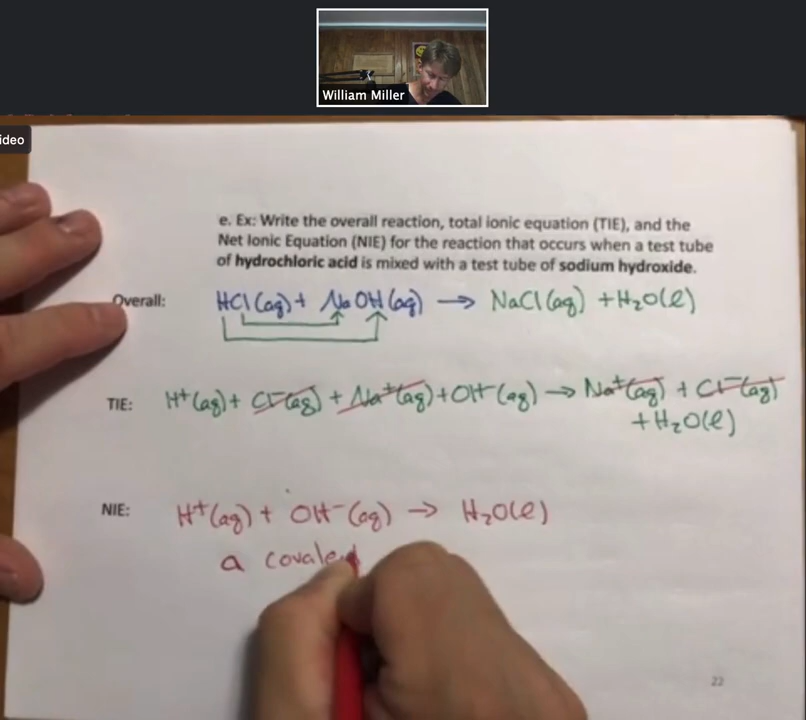 William Miller
ideo
e. Ex: Write the overall reaction, total ionic equation (TIE), and the
Net Ionic Equation (NIE) for the reaction that occurs when a test tube
of hydrochloric acid is mixed with a test tube of sodium hydroxide.
Overall: HCl(aq) + NaOH(aq) → NaCl(aq) + H₂O(l)
TIE: H⁺(aq) + Cl⁻(aq) + Na⁺(aq) + OH⁻(aq) → Na⁺(aq) + Cl⁻(aq)
+ H₂O(l)
NIE: H⁺(aq) + OH⁻(aq) → H₂O(l)
a covale
22